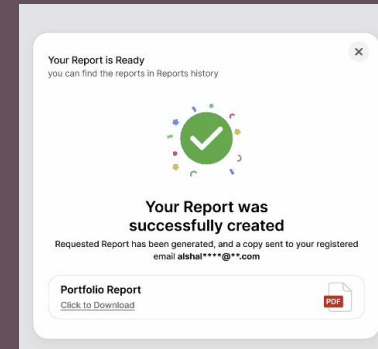 Your Report is Ready
you can find the reports in Reports history
Your Report was
successfully created
Requested Report has been generated, and a copy sent to your registered
email alshal****@**.com
Portfolio Report
Click to Download
PDF